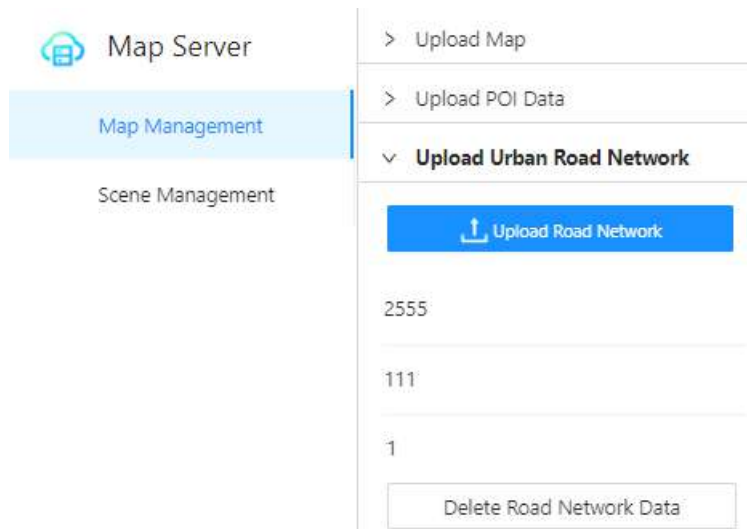 Map Server
Map Management
Scene Management
> Upload Map
> Upload POI Data
Upload Urban Road Network
Upload Road Network
2555
111
1
Delete Road Network Data